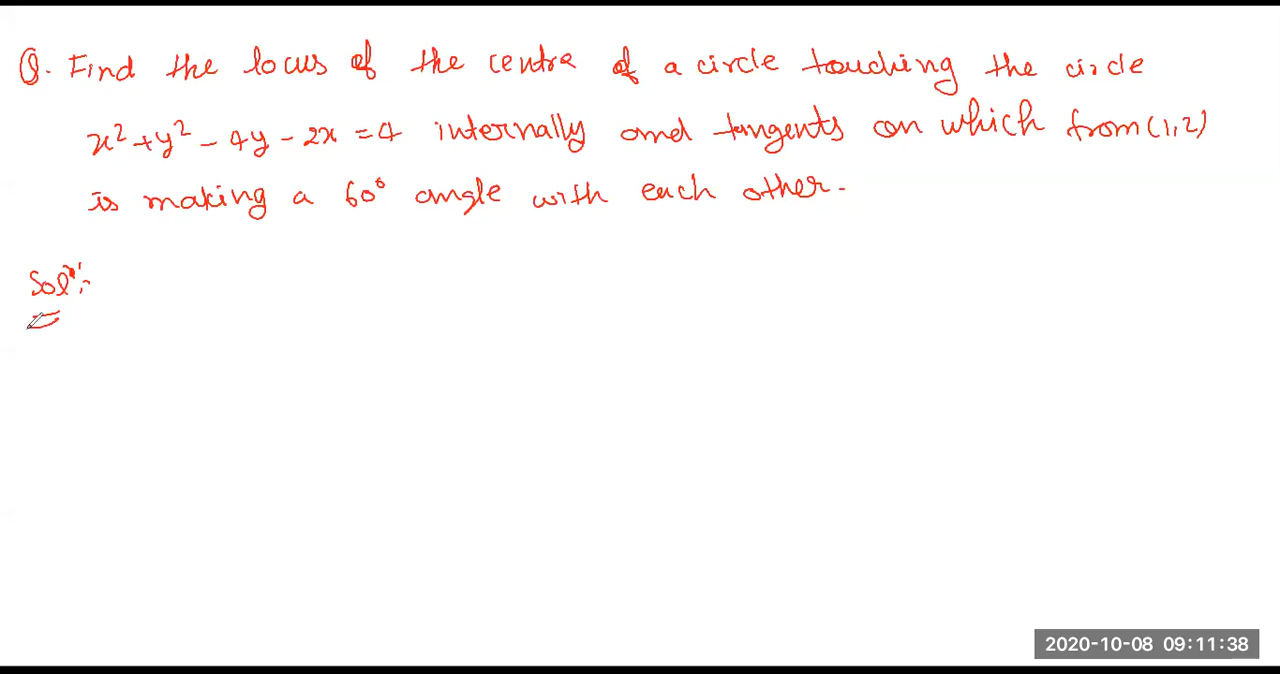 Q. Find the locus of the centre of a circle touching the circle
x² + y² - 4y - 2x = 4 internally and tangents on which from (1,2)
is making a 60° angle with each other.
Solⁿ:-
2020-10-08 09:11:38